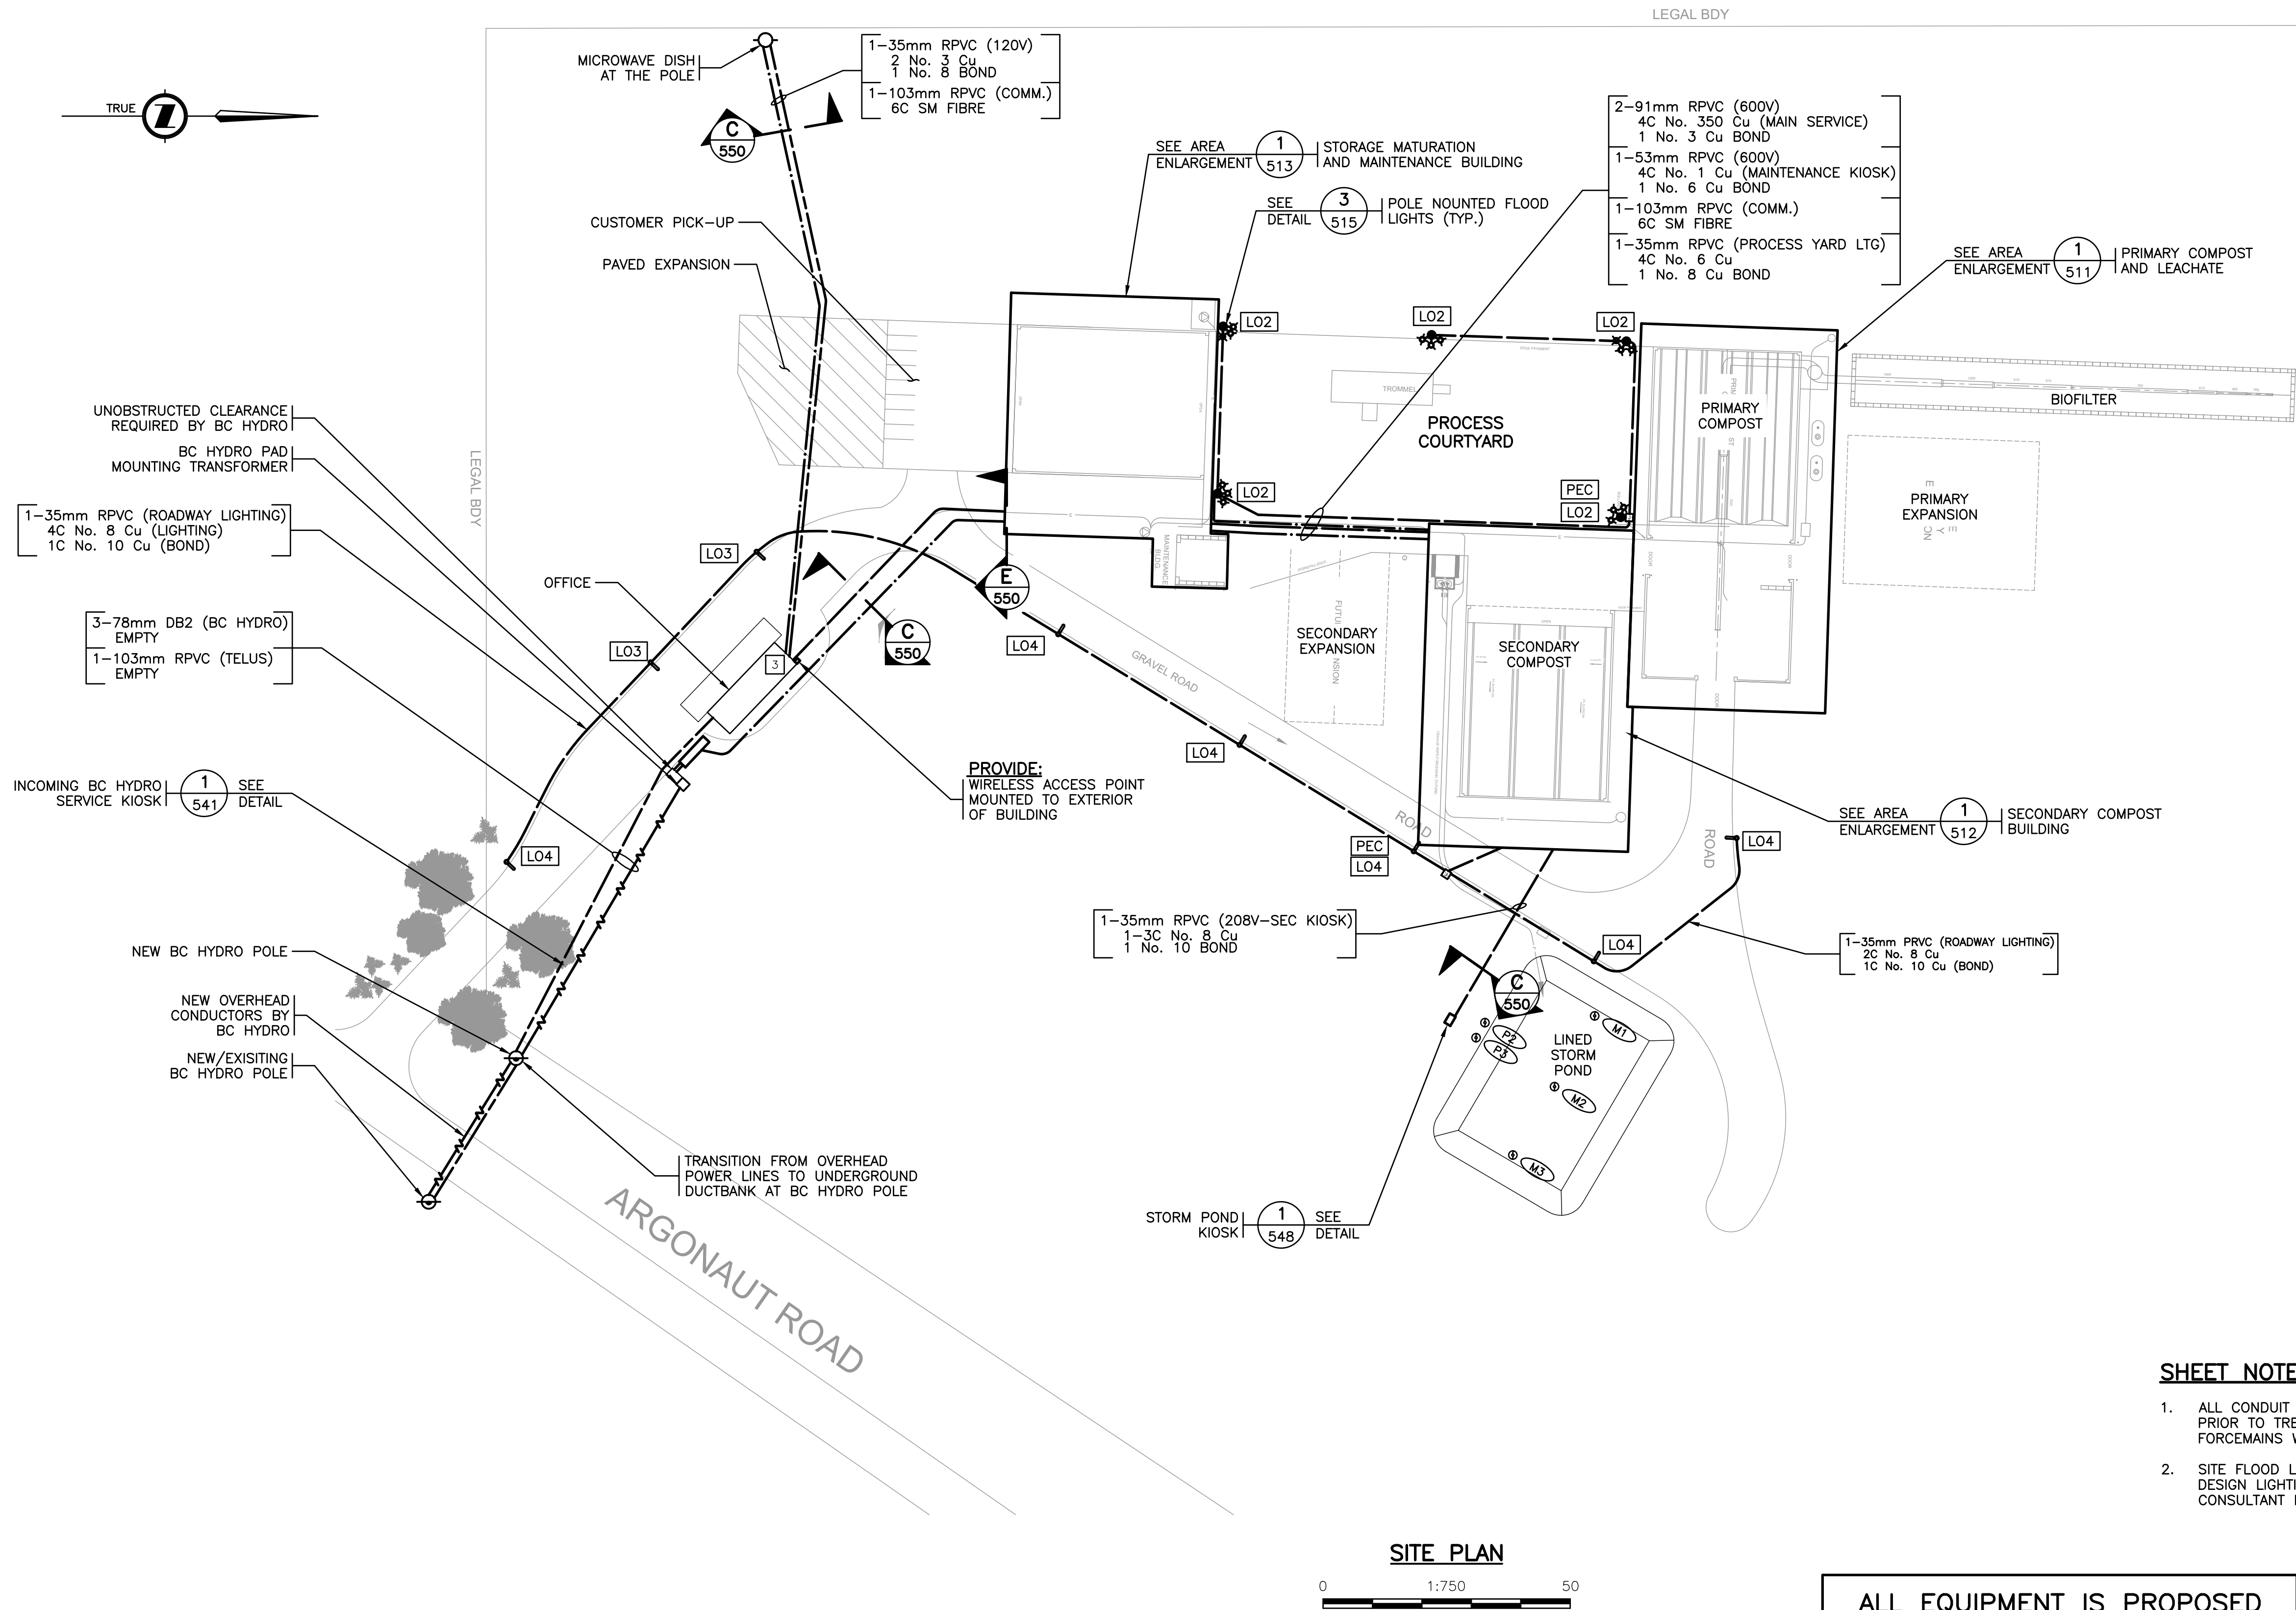 LEGAL BDY
MICROWAVE DISH
AT THE POLE
1-35mm RPVC (120V)
2 No. 3 Cu
1 No. 8 BOND
1-103mm RPVC (COMM.)
6C SM FIBRE
TRUE
C
550
SEE AREA
ENLARGEMENT
1
513
STORAGE MATURATION
AND MAINTENANCE BUILDING
SEE
DETAIL
3
515
POLE NOUNTED FLOOD
LIGHTS (TYP.)
2-91mm RPVC (600V)
4C No. 350 Cu (MAIN SERVICE)
1 No. 3 Cu BOND
1-53mm RPVC (600V)
4C No. 1 Cu (MAINTENANCE KIOSK)
1 No. 6 Cu BOND
1-103mm RPVC (COMM.)
6C SM FIBRE
1-35mm RPVC (PROCESS YARD LTG)
4C No. 6 Cu
1 No. 8 Cu BOND
SEE AREA
ENLARGEMENT
1
511
PRIMARY COMPOST
AND LEACHATE
CUSTOMER PICK-UP
PAVED EXPANSION
LO2
LO2
LO2
TROMMEL
PROCESS
COURTYARD
PRIMARY
COMPOST
BIOFILTER
UNOBSTRUCTED CLEARANCE
REQUIRED BY BC HYDRO
BC HYDRO PAD
MOUNTING TRANSFORMER
LEGAL BDY
LO2
PEC
LO2
PRIMARY
EXPANSION
1-35mm RPVC (ROADWAY LIGHTING)
4C No. 8 Cu (LIGHTING)
1C No. 10 Cu (BOND)
LO3
MAINTENANCE
BLDG
DOOR
DOOR
OFFICE
E
550
3-78mm DB2 (BC HYDRO)
EMPTY
1-103mm RPVC (TELUS)
EMPTY
LO3
3
C
550
LO4
GRAVEL ROAD
SECONDARY
EXPANSION
SECONDARY
COMPOST
DOOR
LO4
PROVIDE:
WIRELESS ACCESS POINT
MOUNTED TO EXTERIOR
OF BUILDING
INCOMING BC HYDRO
SERVICE KIOSK
1
541
SEE
DETAIL
ROAD
ROAD
SEE AREA
ENLARGEMENT
1
512
SECONDARY COMPOST
BUILDING
LO4
PEC
LO4
LO4
1-35mm RPVC (208V-SEC KIOSK)
1-3C No. 8 Cu
1 No. 10 BOND
LO4
1-35mm PRVC (ROADWAY LIGHTING)
2C No. 8 Cu
1C No. 10 Cu (BOND)
NEW BC HYDRO POLE
NEW OVERHEAD
CONDUCTORS BY
BC HYDRO
NEW/EXISITING
BC HYDRO POLE
C
550
P2
P3
M1
LINED
STORM
POND
M2
M3
TRANSITION FROM OVERHEAD
POWER LINES TO UNDERGROUND
DUCTBANK AT BC HYDRO POLE
ARGONAUT ROAD
STORM POND
KIOSK
1
548
SEE
DETAIL
SHEET NOTE
1. ALL CONDUIT
PRIOR TO TRE
FORCEMAINS
2. SITE FLOOD L
DESIGN LIGHTI
CONSULTANT
SITE PLAN
0 1:750 50
ALL EQUIPMENT IS PROPOSED